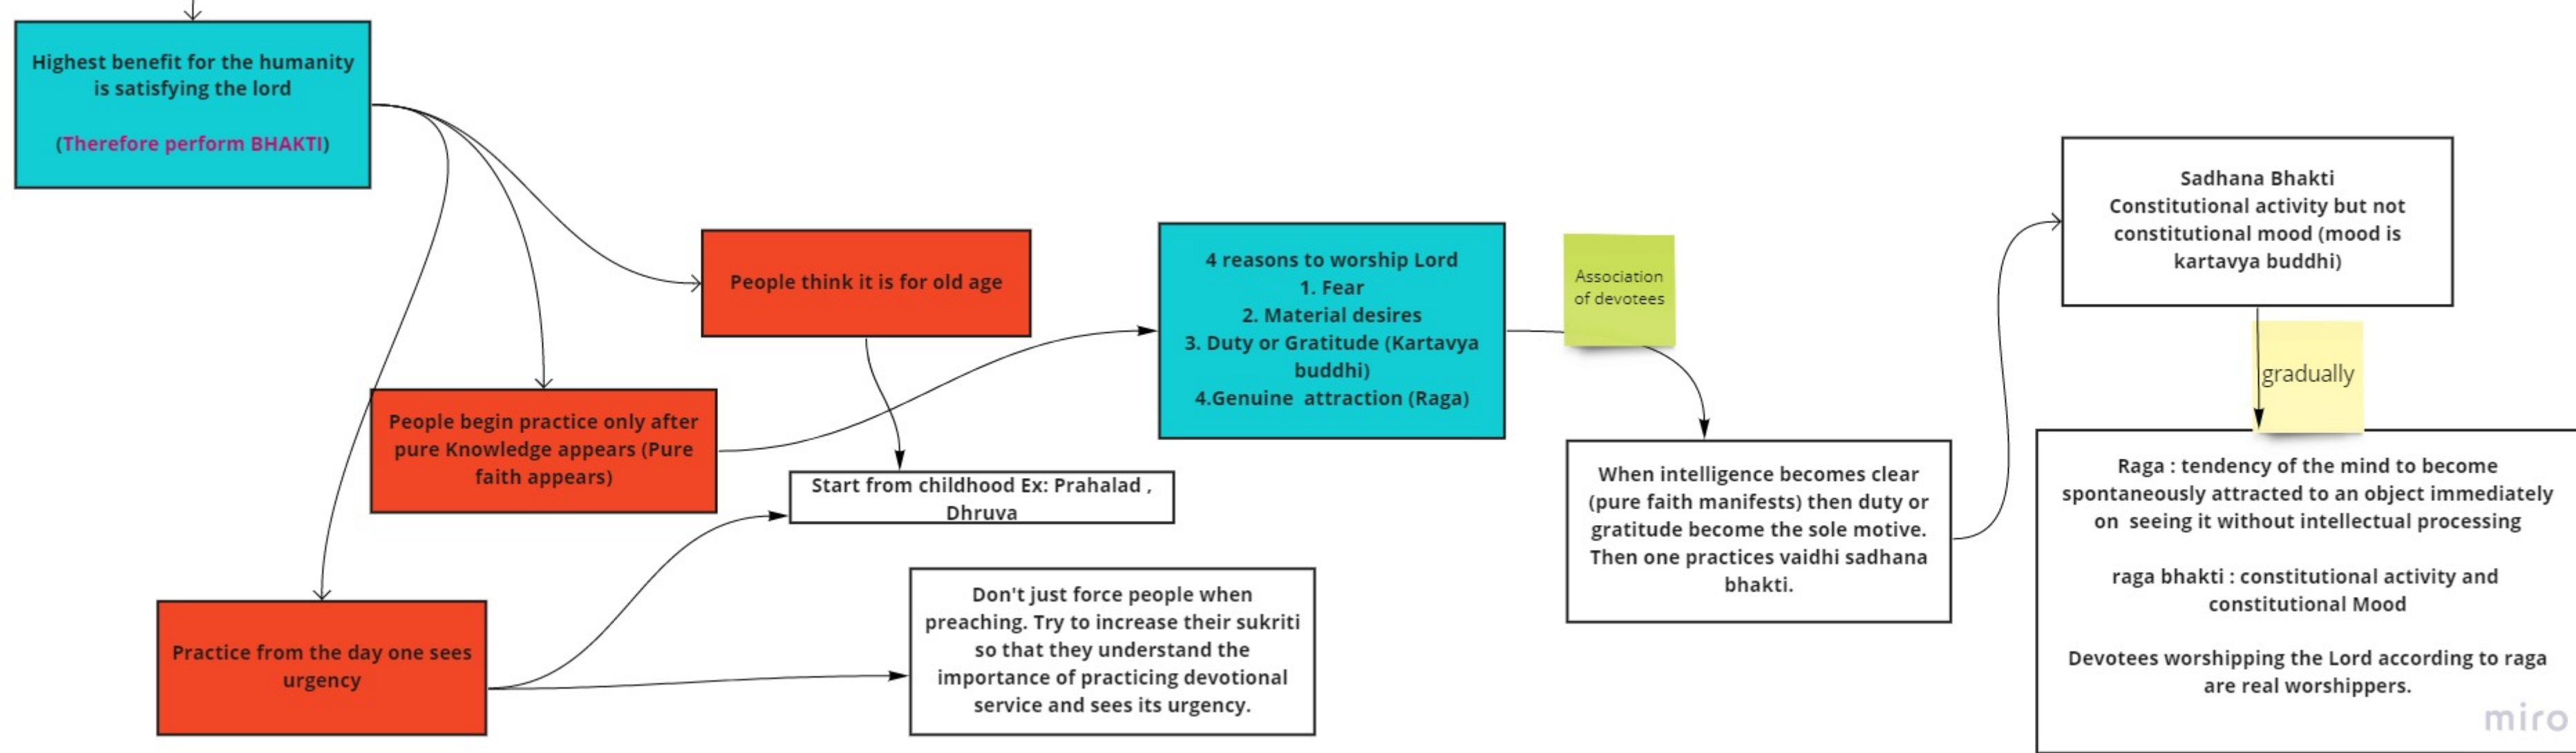 Highest benefit for the humanity
is satisfying the lord
(Therefore perform BHAKTI)
People think it is for old age
People begin practice only after
pure Knowledge appears (Pure
faith appears)
Practice from the day one sees
urgency
Start from childhood Ex: Prahalad ,
Dhruva
Don't just force people when
preaching. Try to increase their sukriti
so that they understand the
importance of practicing devotional
service and sees its urgency.
4 reasons to worship Lord
1. Fear
2. Material desires
3. Duty or Gratitude (Kartavya
buddhi)
4.Genuine attraction (Raga)
Association
of devotees
When intelligence becomes clear
(pure faith manifests) then duty or
gratitude become the sole motive.
Then one practices vaidhi sadhana
bhakti.
Sadhana Bhakti
Constitutional activity but not
constitutional mood (mood is
kartavya buddhi)
gradually
Raga : tendency of the mind to become
spontaneously attracted to an object immediately
on seeing it without intellectual processing
raga bhakti : constitutional activity and
constitutional Mood
Devotees worshipping the Lord according to raga
are real worshippers.
miro